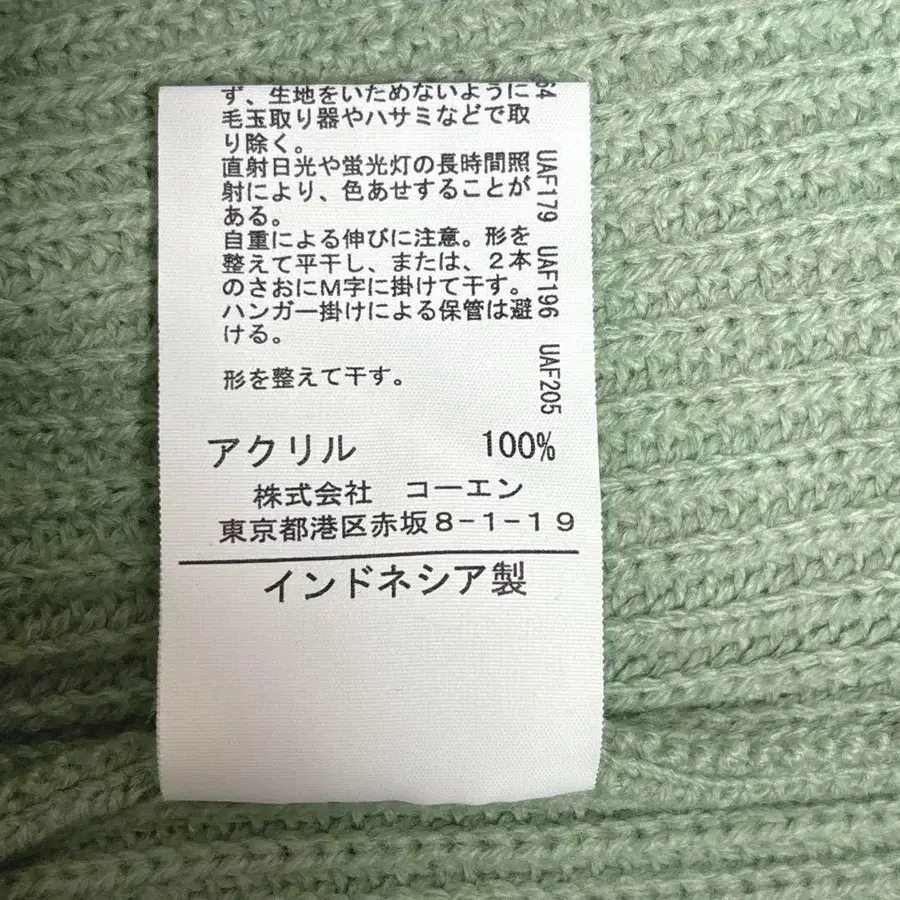 ず、生地をいためないように
毛玉取り器やハサミなどで取
り除く。
直射日光や蛍光灯の長時間照
射により、色あせすることが
ある。
自重による伸びに注意。形を
整えて平干し、または、2本
のさおにM字に掛けて干す。
ハンガー掛けによる保管は避
ける。
形を整えて干す。
UAF179 UAF196 UAF205
アクリル 100%
株式会社 コーエン
東京都港区赤坂8-1-19
インドネシア製